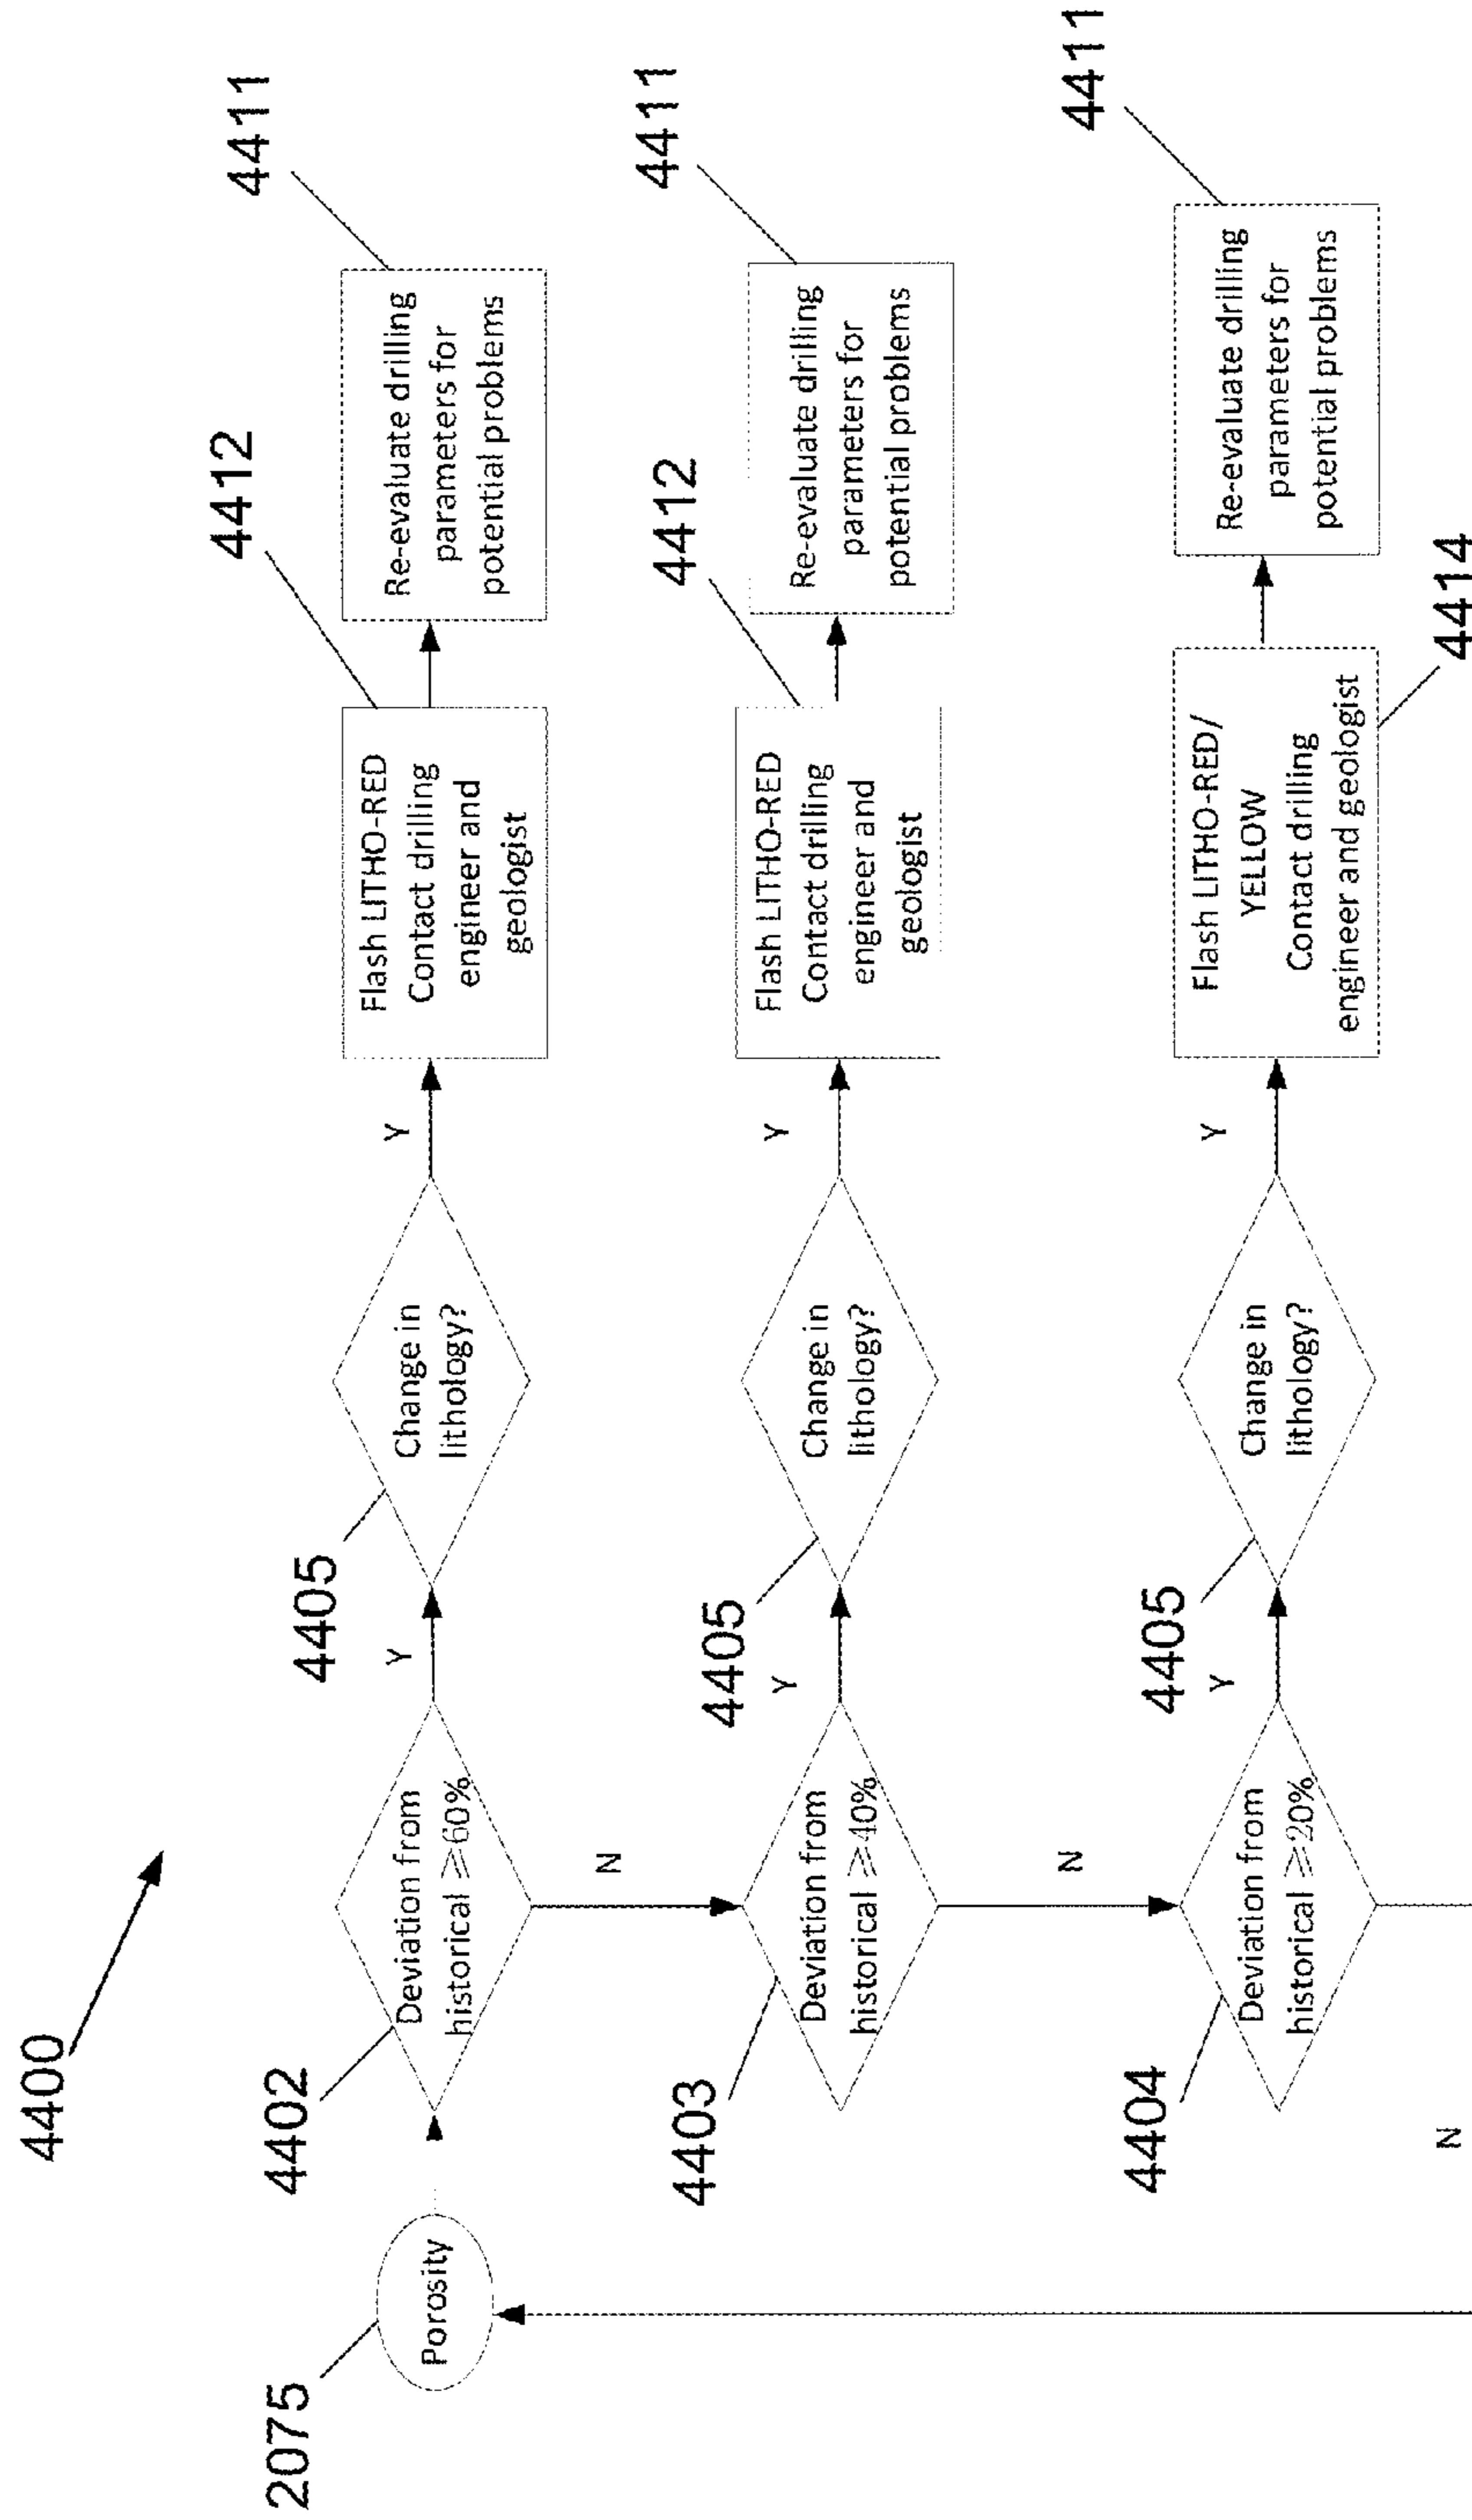 4400
2075
Porosity
4402
Deviation from
historical ⩾60%
Y
4405
Change in
lithology?
Y
4412
Flash LITHO-RED
Contact drilling
engineer and
geologist
4411
Re-evaluate drilling
parameters for
potential problems
N
4403
Deviation from
historical ⩾40%
Y
4405
Change in
lithology?
Y
4412
Flash LITHO-RED
Contact drilling
engineer and
geologist
4411
Re-evaluate drilling
parameters for
potential problems
N
4404
Deviation from
historical ⩾20%
Y
4405
Change in
lithology?
Y
Flash LITHO-RED/
YELLOW
Contact drilling
engineer and geologist
4414
4411
Re-evaluate drilling
parameters for
potential problems
N